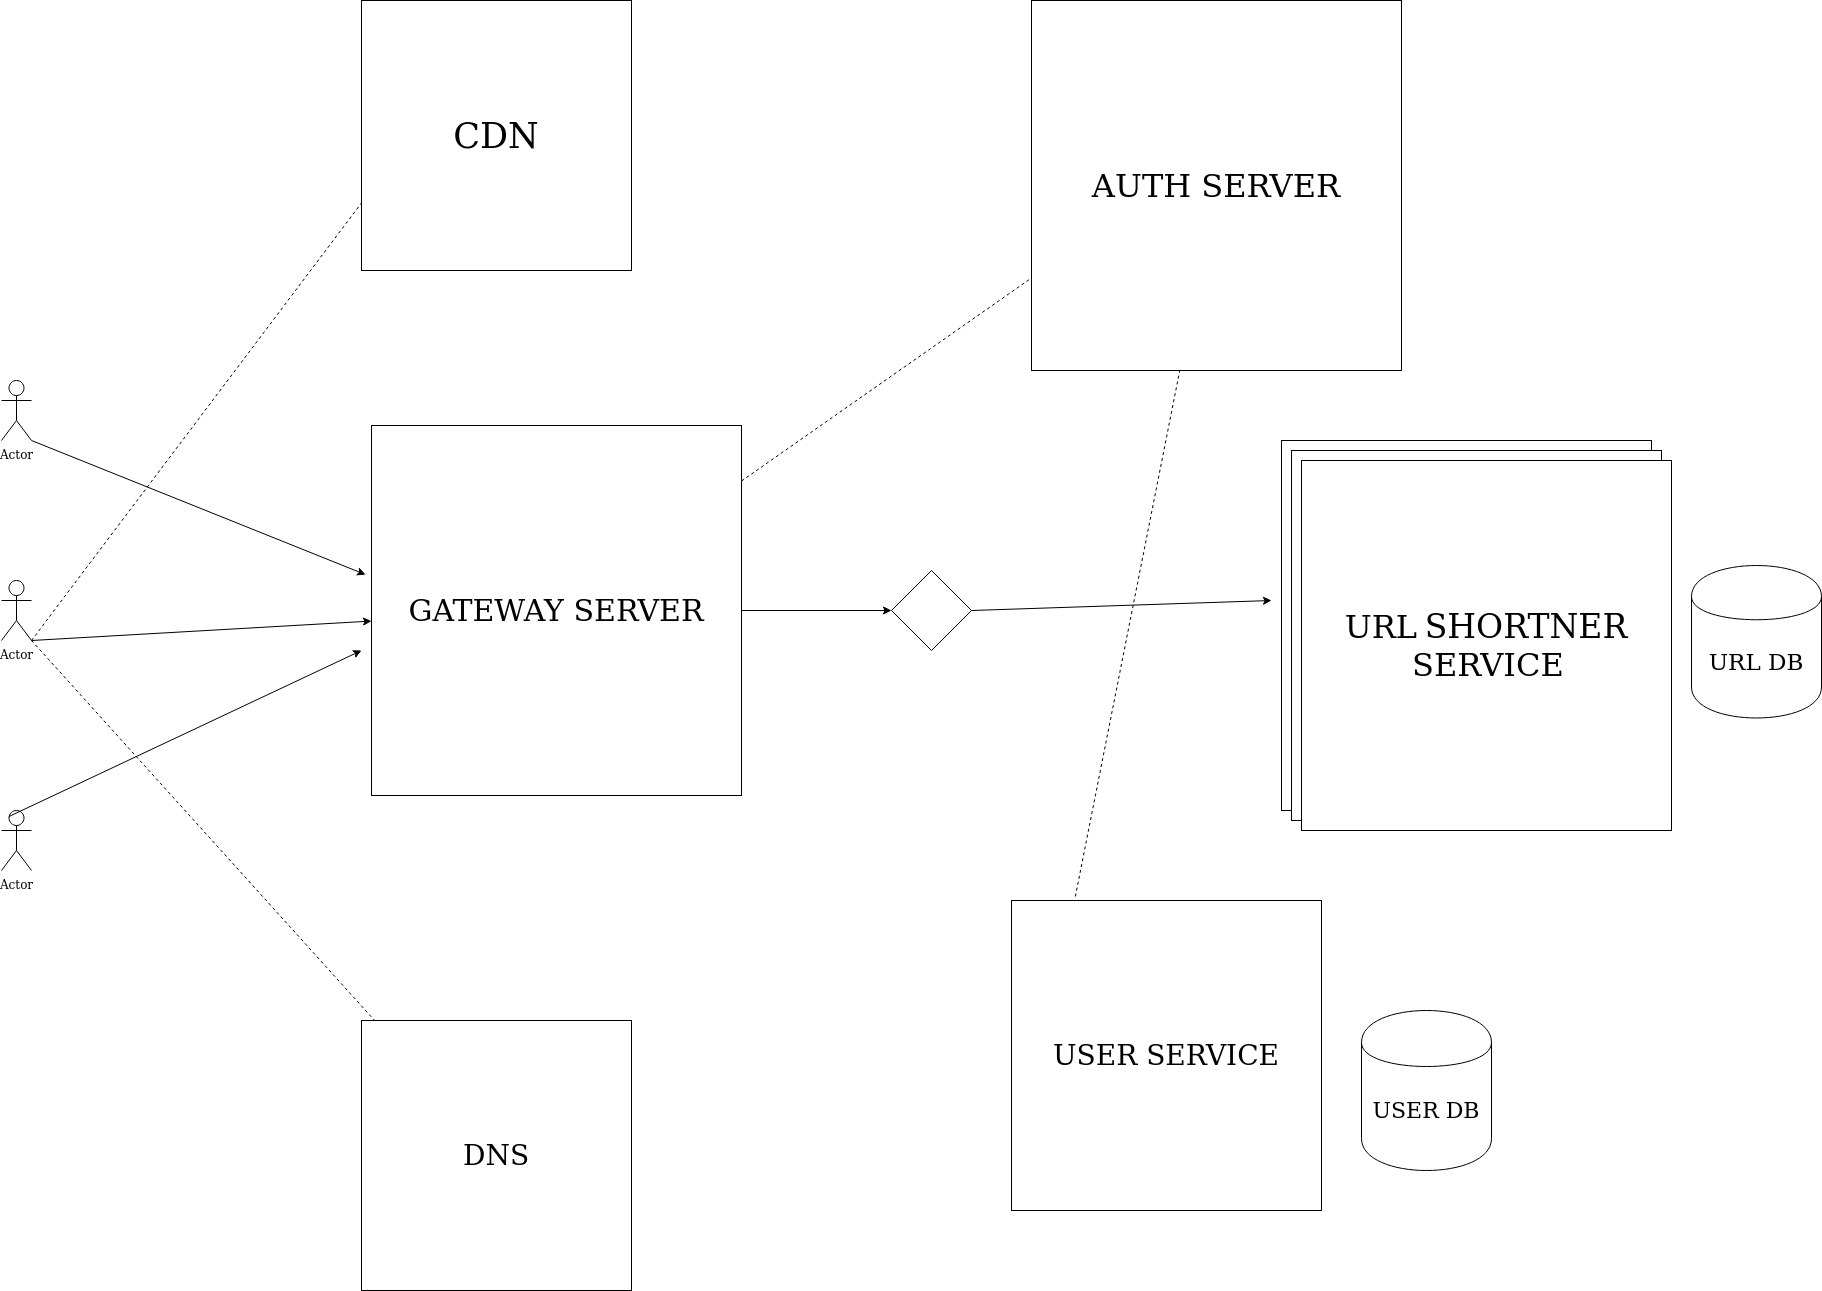 CDN
AUTH SERVER
Actor
GATEWAY SERVER
Actor
URL SHORTNER
SERVICE
URL DB
Actor
USER SERVICE
USER DB
DNS